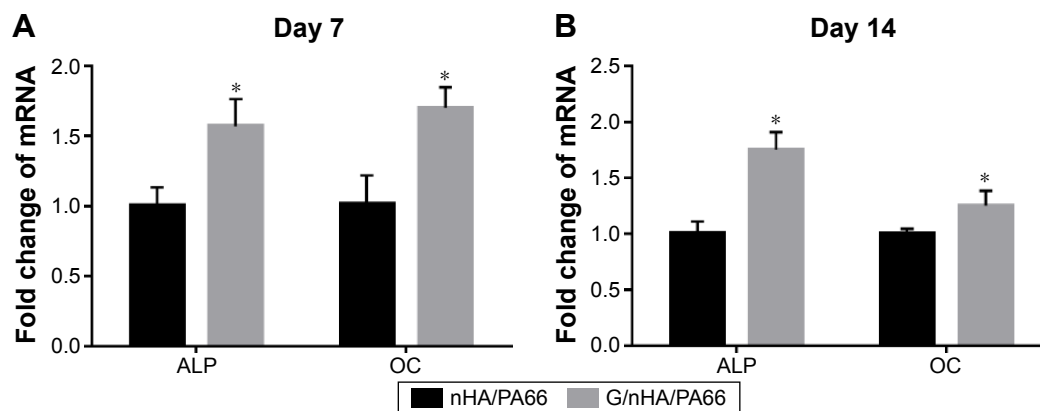 A
Day 7
Fold change of mRNA
2.0
1.5
1.0
0.5
0.0
*
*
ALP
OC
B
Day 14
Fold change of mRNA
2.5
2.0
1.5
1.0
0.5
0.0
*
*
ALP
OC
nHA/PA66
G/nHA/PA66